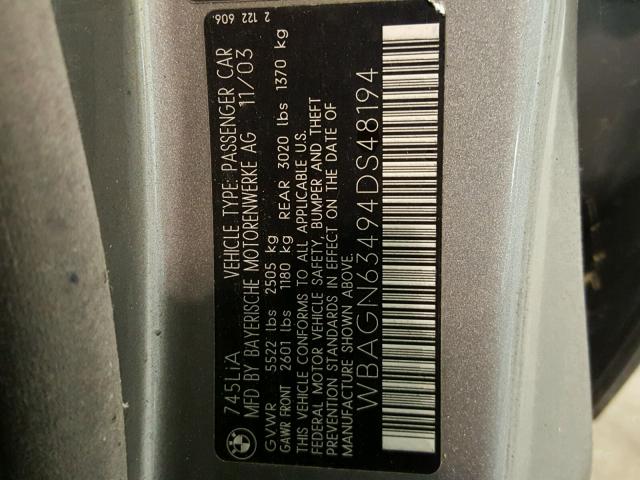 2 122 606
745LiA VEHICLE TYPE: PASSENGER CAR
MFD BY BAYERISCHE MOTORENWERKE AG 11/03
GVWR 5522 lbs 2505 kg
GAWR FRONT 2601 lbs 1180 kg REAR 3020 lbs 1370 kg
THIS VEHICLE CONFORMS TO ALL APPLICABLE U.S.
FEDERAL MOTOR VEHICLE SAFETY, BUMPER AND THEFT
PREVENTION STANDARDS IN EFFECT ON THE DATE OF
MANUFACTURE SHOWN ABOVE.
WBAGN63494DS48194